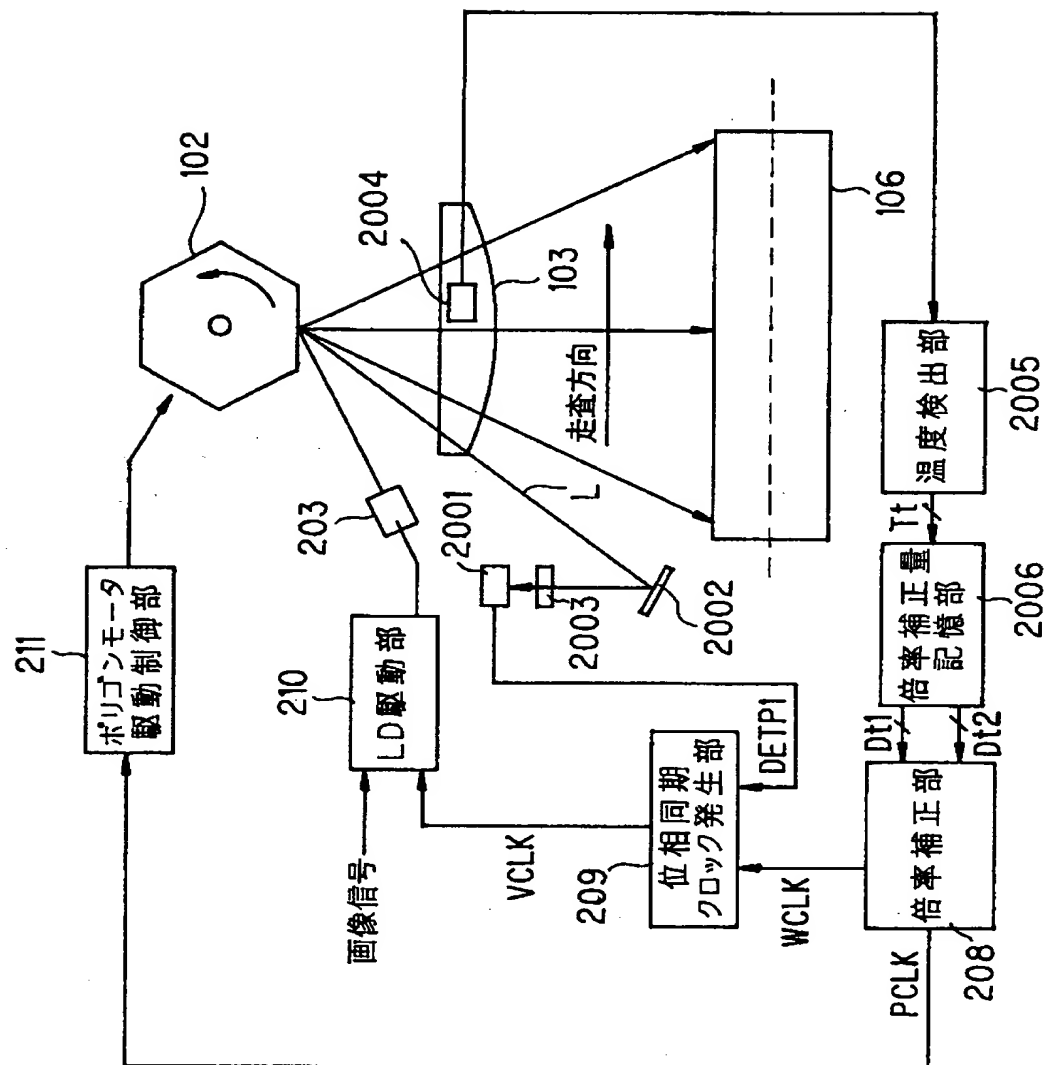 211
ポリゴンモータ
駆動制御部
102
2004
103
走査方向
106
203
L
2001
2003
2002
210
LD駆動部
画像信号
VCLK
DETP1
209
位相同期
クロック発生部
WCLK
PCLK
208
倍率補正部
Dt1
Dt2
倍率補正量
記憶部
2006
Tt
温度検出部
2005